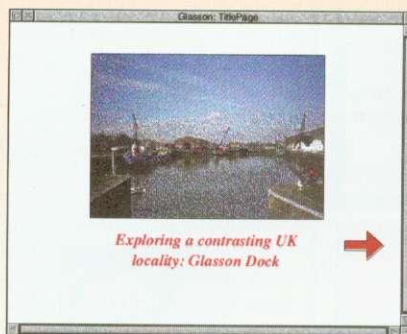 Glasson: TitlePage
Exploring a contrasting UK
locality: Glasson Dock